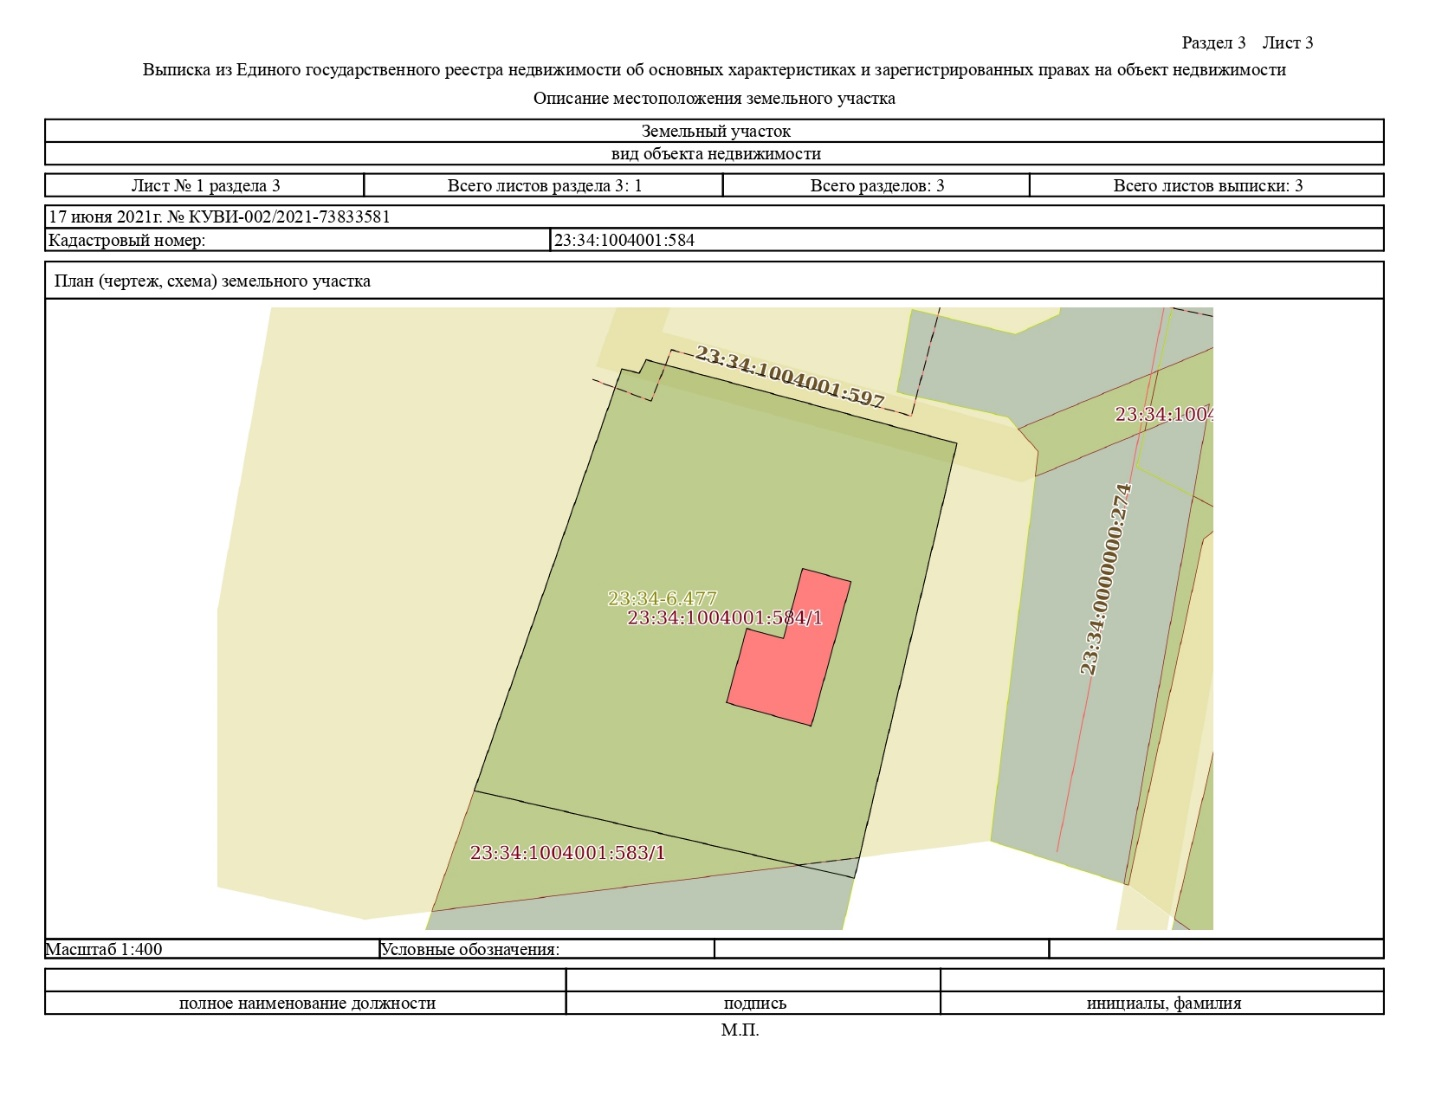 Раздел 3 Лист 3
Выписка из Единого государственного реестра недвижимости об основных характеристиках и зарегистрированных правах на объект недвижимости
Описание местоположения земельного участка
Земельный участок
вид объекта недвижимости
Лист № 1 раздела 3 Всего листов раздела 3: 1 Всего разделов: 3 Всего листов выписки: 3
17 июня 2021г. № КУВИ-002/2021-73833581
Кадастровый номер: 23:34:1004001:584
План (чертеж, схема) земельного участка
23:34:1004001:597
23:34:1004
23:34:0000000:274
23:34-6.477
23:34:1004001:584/1
23:34:1004001:583/1
Масштаб 1:400 Условные обозначения:
полное наименование должности подпись инициалы, фамилия
М.П.